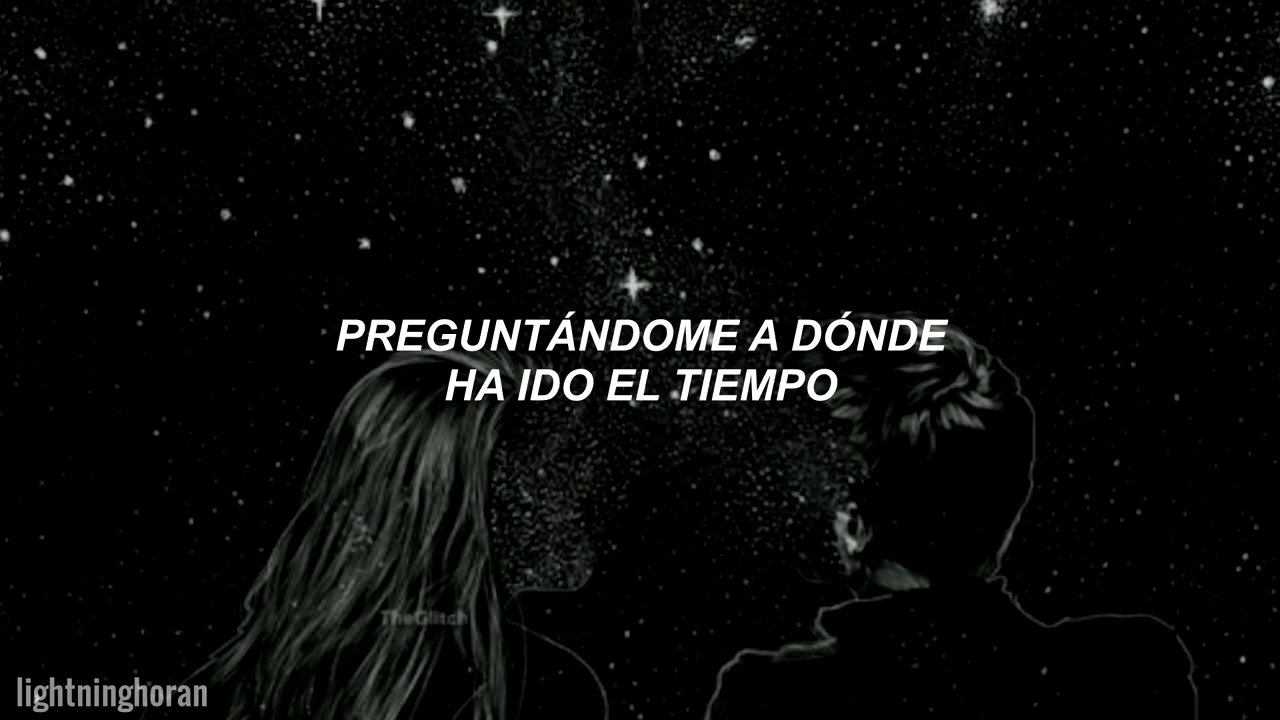 PREGUNTÁNDOME A DÓNDE
HA IDO EL TIEMPO
TheGlitch
lightninghoran